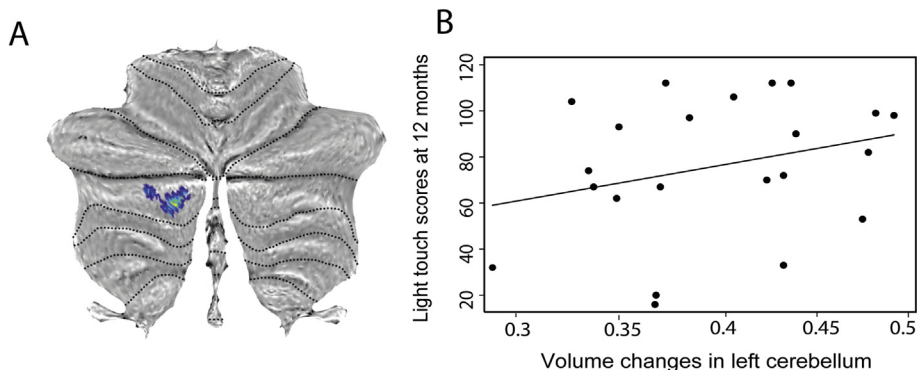 A
B
Light touch scores at 12 months
120
100
80
60
40
20
0.3 0.35 0.4 0.45 0.5
Volume changes in left cerebellum